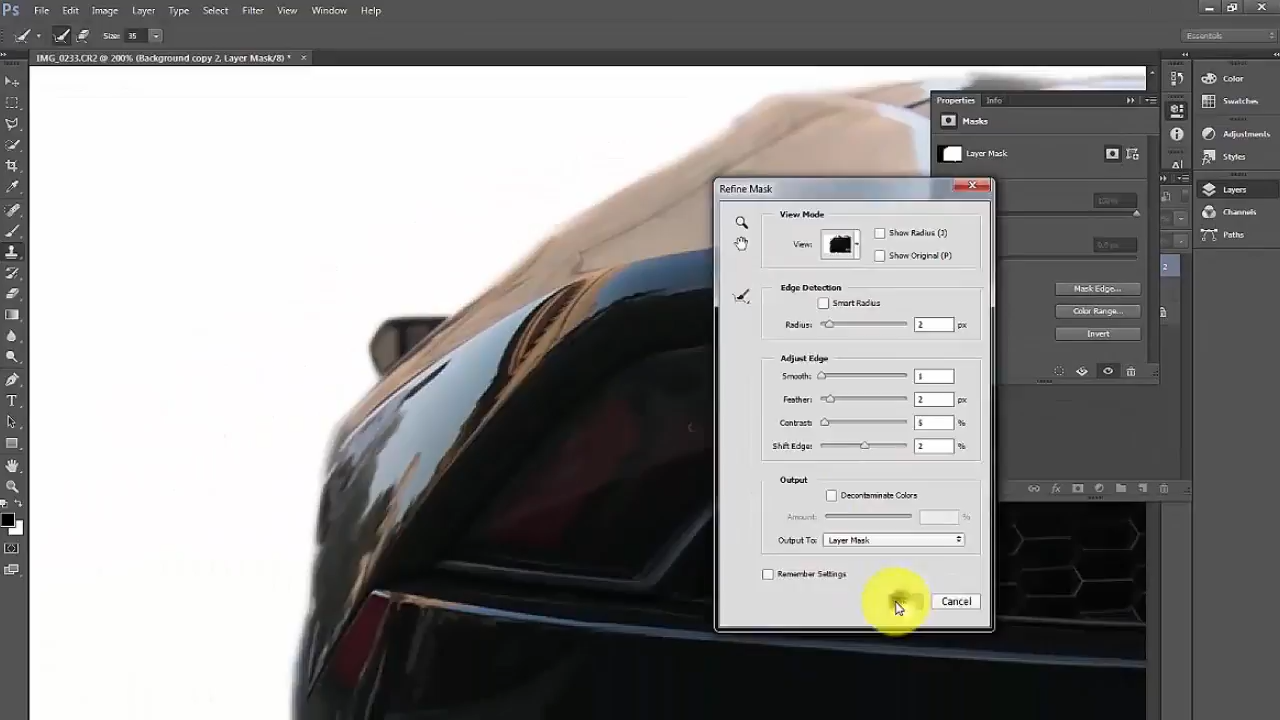 Ps File Edit Image Layer Type Select Filter View Window Help
Size: 35
Essentials
IMG_0233.CR2 @ 200% (Background copy 2, Layer Mask/8) * ×
Properties Info
Masks
Layer Mask
Mask Edge...
Color Range...
Invert
Color
Swatches
Adjustments
Styles
Layers
Channels
Paths
2
Refine Mask
View Mode
View:
Show Radius (J)
Show Original (P)
Edge Detection
Smart Radius
Radius: 2 px
Adjust Edge
Smooth:
Feather: 2 px
Contrast: %
Shift Edge: 2 %
Output
Decontaminate Colors
Amount: %
Output To: Layer Mask
Remember Settings
Cancel